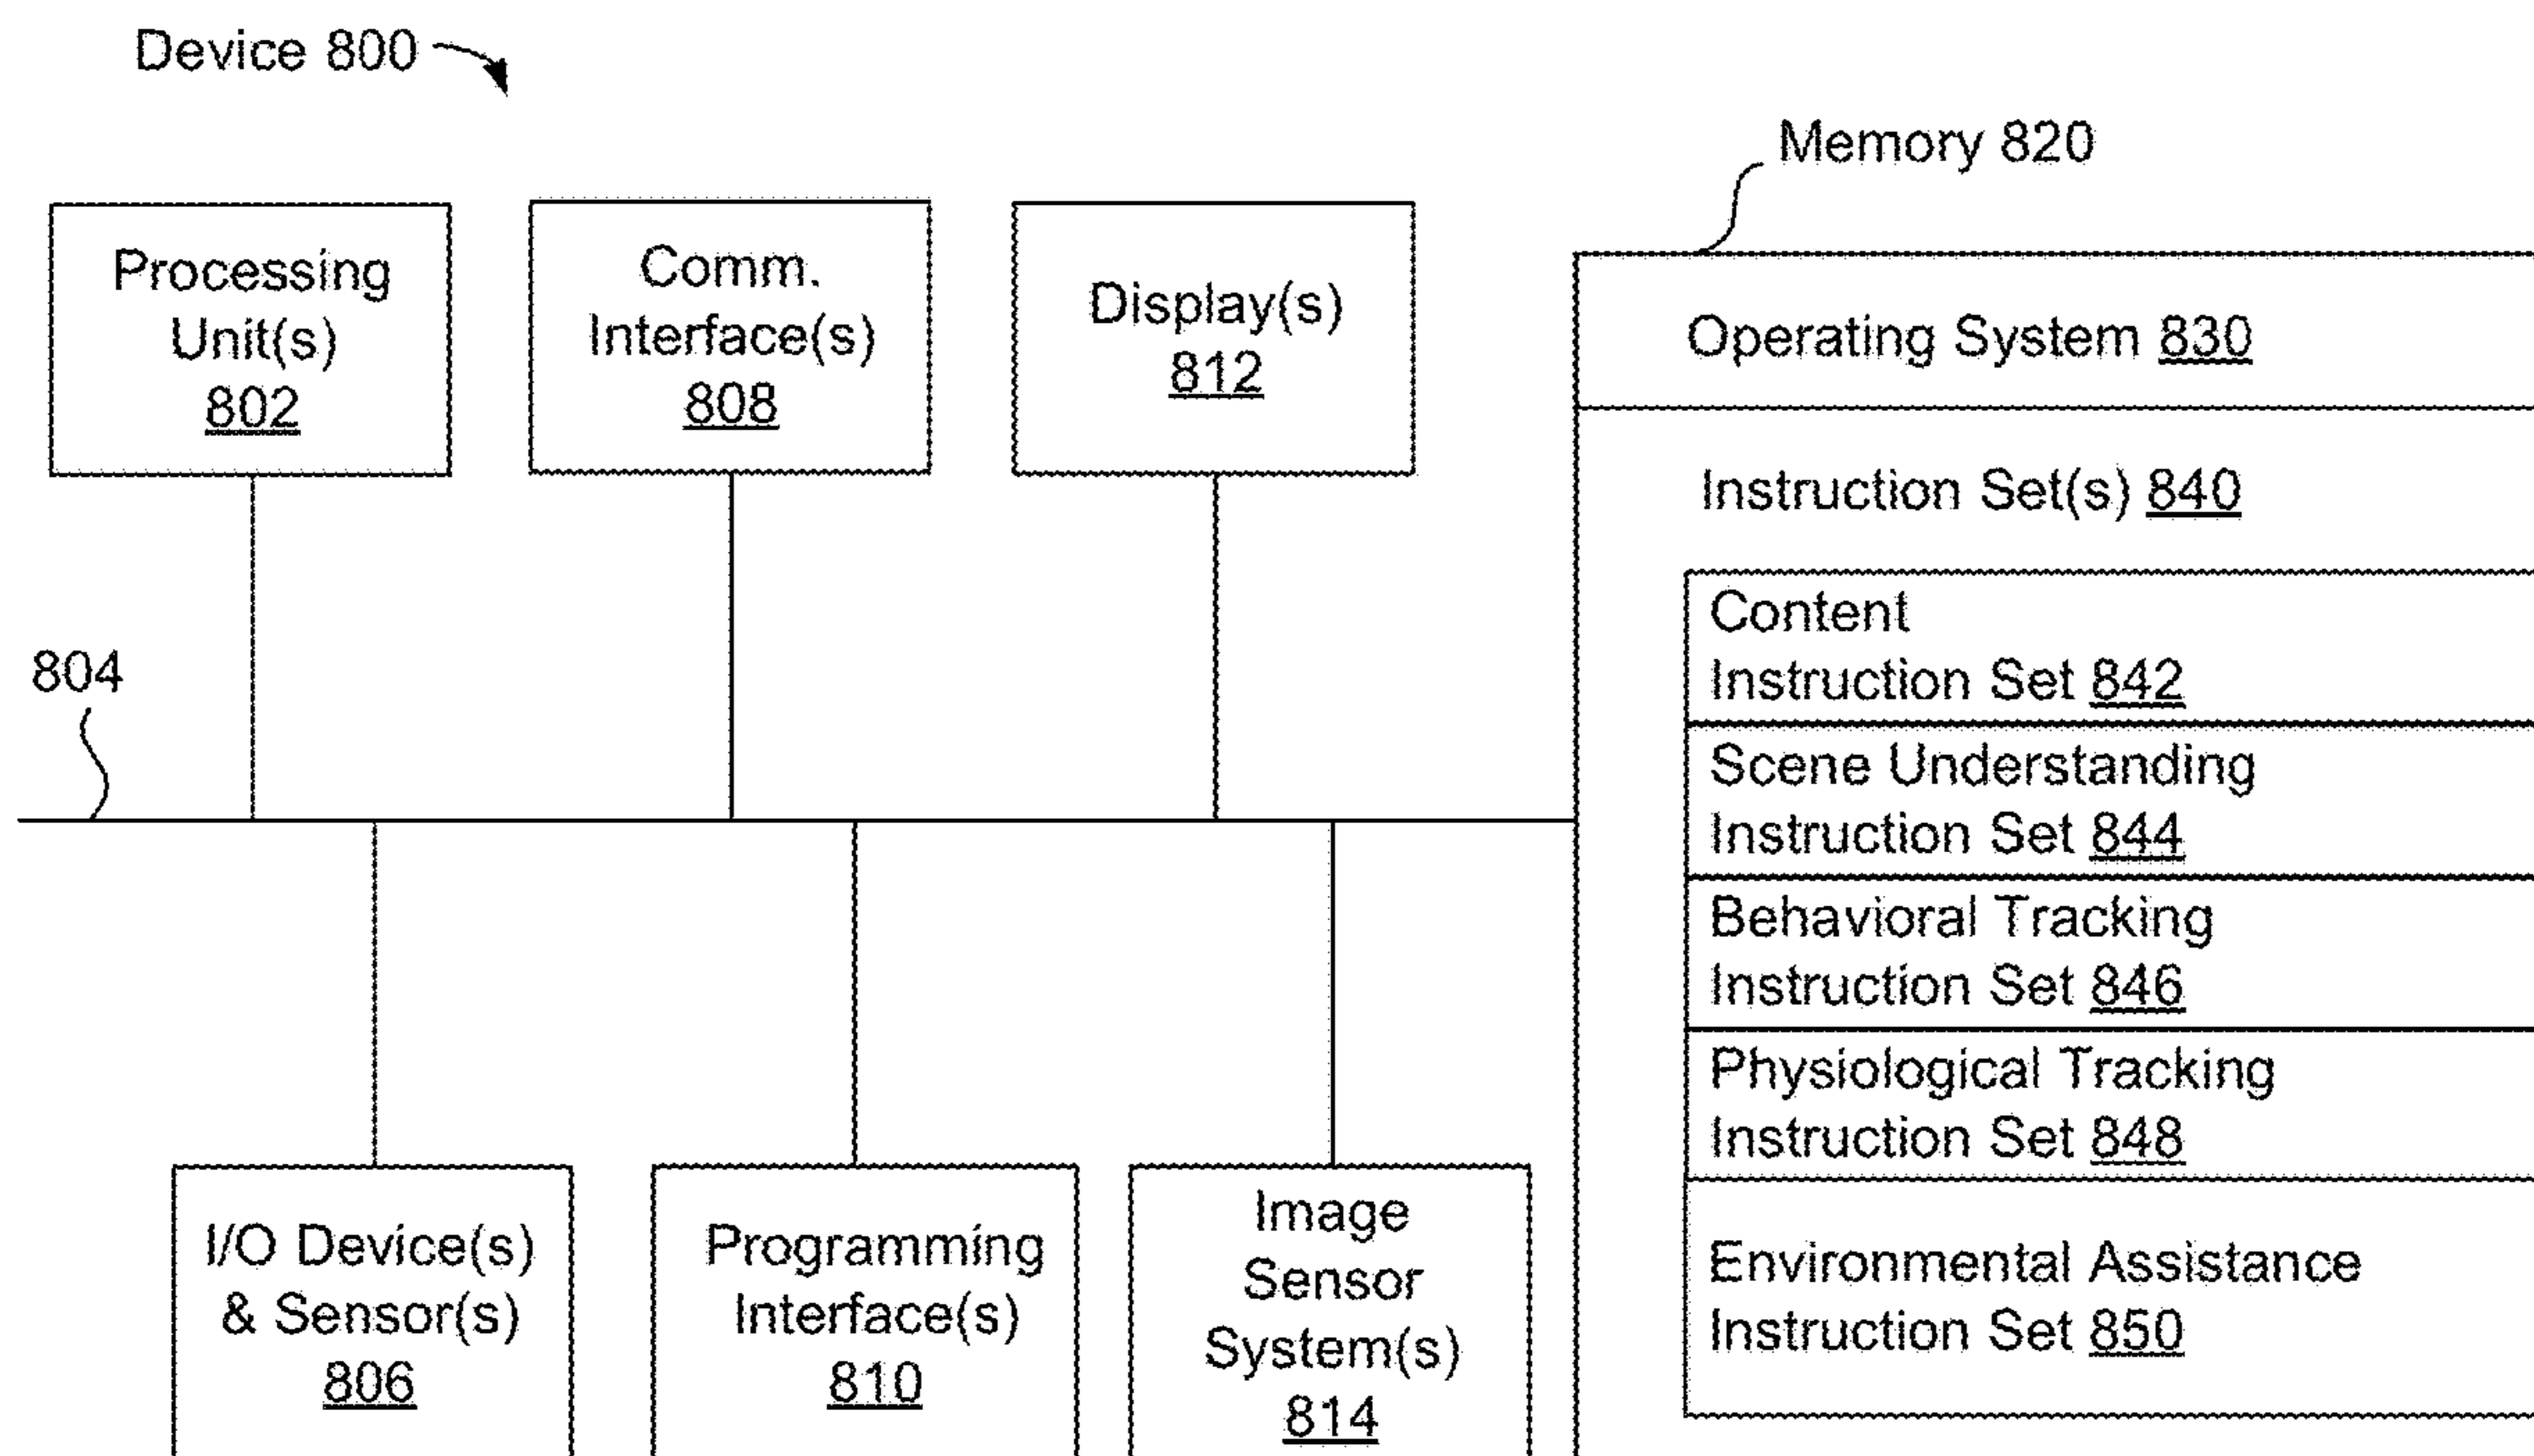 Device 800
Memory 820
Processing
Unit(s)
802
Comm.
Interface(s)
808
Display(s)
812
Operating System 830
Instruction Set(s) 840
Content
Instruction Set 842
Scene Understanding
Instruction Set 844
Behavioral Tracking
Instruction Set 846
Physiological Tracking
Instruction Set 848
Environmental Assistance
Instruction Set 850
804
I/O Device(s)
& Sensor(s)
806
Programming
Interface(s)
810
Image
Sensor
System(s)
814